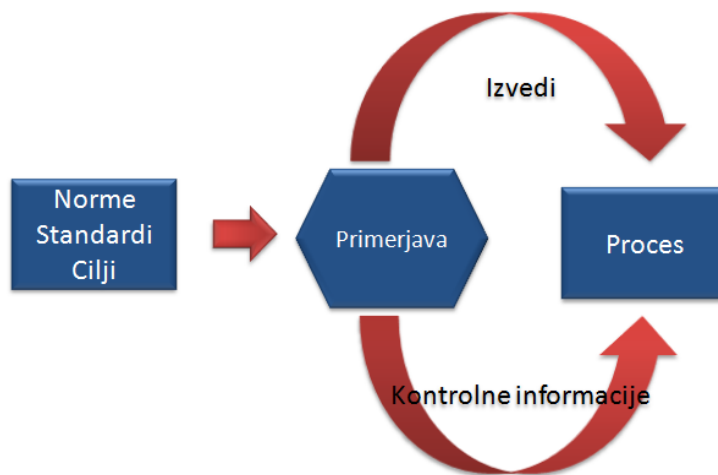 Izvedi
Norme
Standardi
Cilji
Primerjava
Proces
Kontrolne informacije